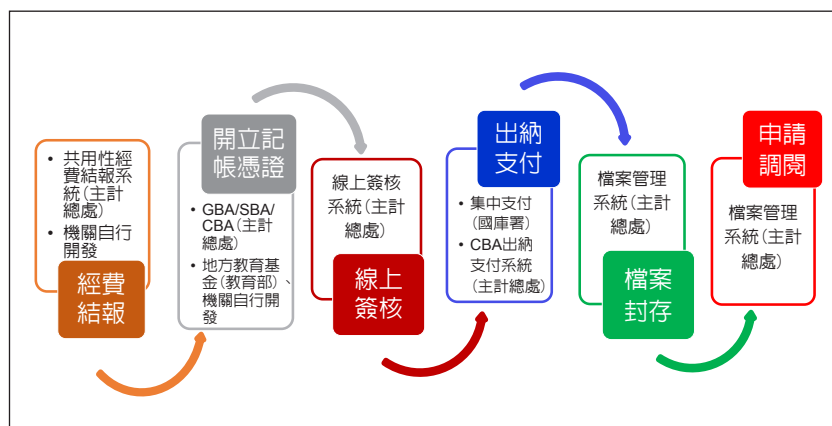 • 共用性經
費結報系
統(主計
總處)
• 機關自行
開發
經費
結報
開立記
帳憑證
• GBA/SBA/
CBA(主計
總處)
• 地方教育基
金(教育部)、
機關自行開
發
線上簽核
系統(主計
總處)
線上
簽核
出納
支付
• 集中支付
(國庫署)
• CBA出納
支付系統
(主計總處)
檔案管理
系統(主計
總處)
檔案
封存
申請
調閱
檔案管理
系統(主計
總處)